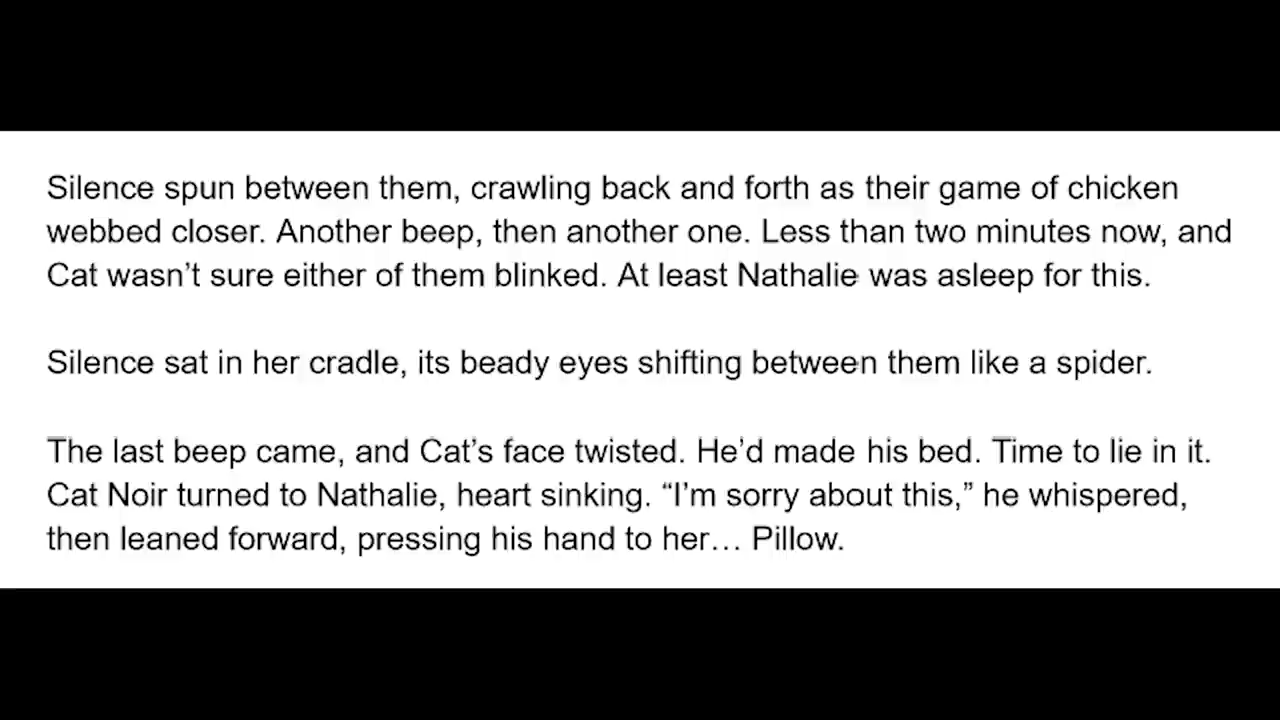 Silence spun between them, crawling back and forth as their game of chicken
webbed closer. Another beep, then another one. Less than two minutes now, and
Cat wasn’t sure either of them blinked. At least Nathalie was asleep for this.
Silence sat in her cradle, its beady eyes shifting between them like a spider.
The last beep came, and Cat’s face twisted. He’d made his bed. Time to lie in it.
Cat Noir turned to Nathalie, heart sinking. “I’m sorry about this,” he whispered,
then leaned forward, pressing his hand to her… Pillow.